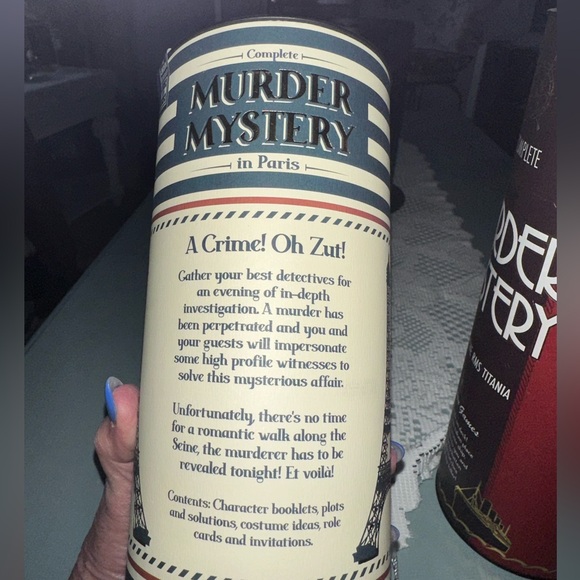 Complete
MURDER
MYSTERY
in Paris
A Crime! Oh Zut!
Gather your best detectives for
an evening of in-depth
investigation. A murder has
been perpetrated and you and
your guests will impersonate
some high profile witnesses to
solve this mysterious affair.
Unfortunately, there's no time
for a romantic walk along the
Seine, the murderer has to be
revealed tonight! Et voilà!
Contents: Character booklets, plots
and solutions, costume ideas, role
cards and invitations.
RMS TITANIA